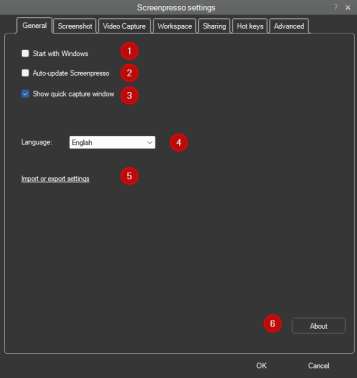 Screenpresso settings ? ×
General Screenshot Video Capture Workspace Sharing Hot keys Advanced
Start with Windows 1
Auto-update Screenpresso 2
Show quick capture window 3
Language: English 4
Import or export settings 5
6 About
OK Cancel